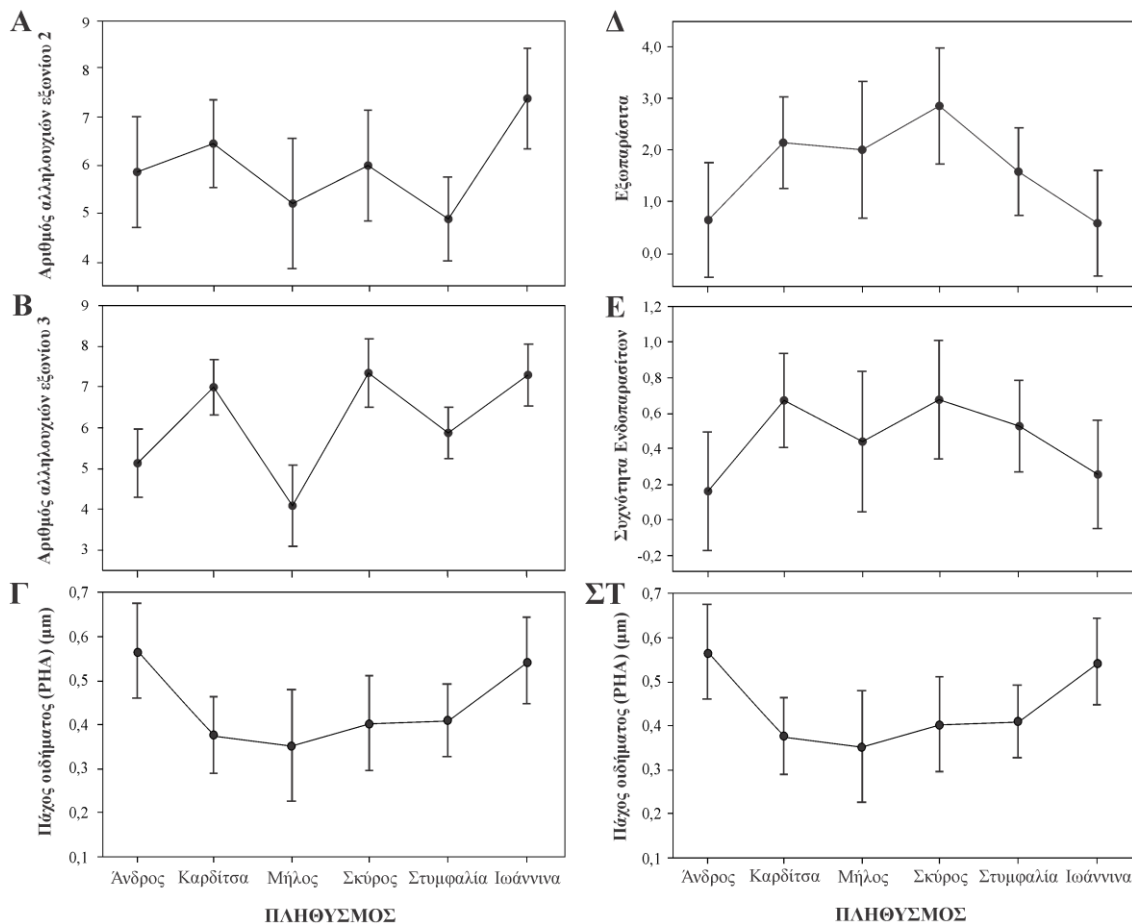 Α
Αριθμός αλληλουχιών εξωνίου 2
9
8
7
6
5
4
Δ
Εξωπαράσιτα
4,0
3,0
2,0
1,0
0,0
Β
Αριθμός αλληλουχιών εξωνίου 3
9
8
7
6
5
4
3
Ε
Συχνότητα Ενδοπαρασίτων
1,2
1,0
0,8
0,6
0,4
0,2
0,0
-0,2
Γ
Πάχος οιδήματος (PHA) (μm)
0,7
0,6
0,5
0,4
0,3
0,2
0,1
Άνδρος Καρδίτσα Μήλος Σκύρος Στυμφαλία Ιωάννινα
ΠΛΗΘΥΣΜΟΣ
ΣΤ
Πάχος οιδήματος (PHA) (μm)
0,7
0,6
0,5
0,4
0,3
0,2
0,1
Άνδρος Καρδίτσα Μήλος Σκύρος Στυμφαλία Ιωάννινα
ΠΛΗΘΥΣΜΟΣ